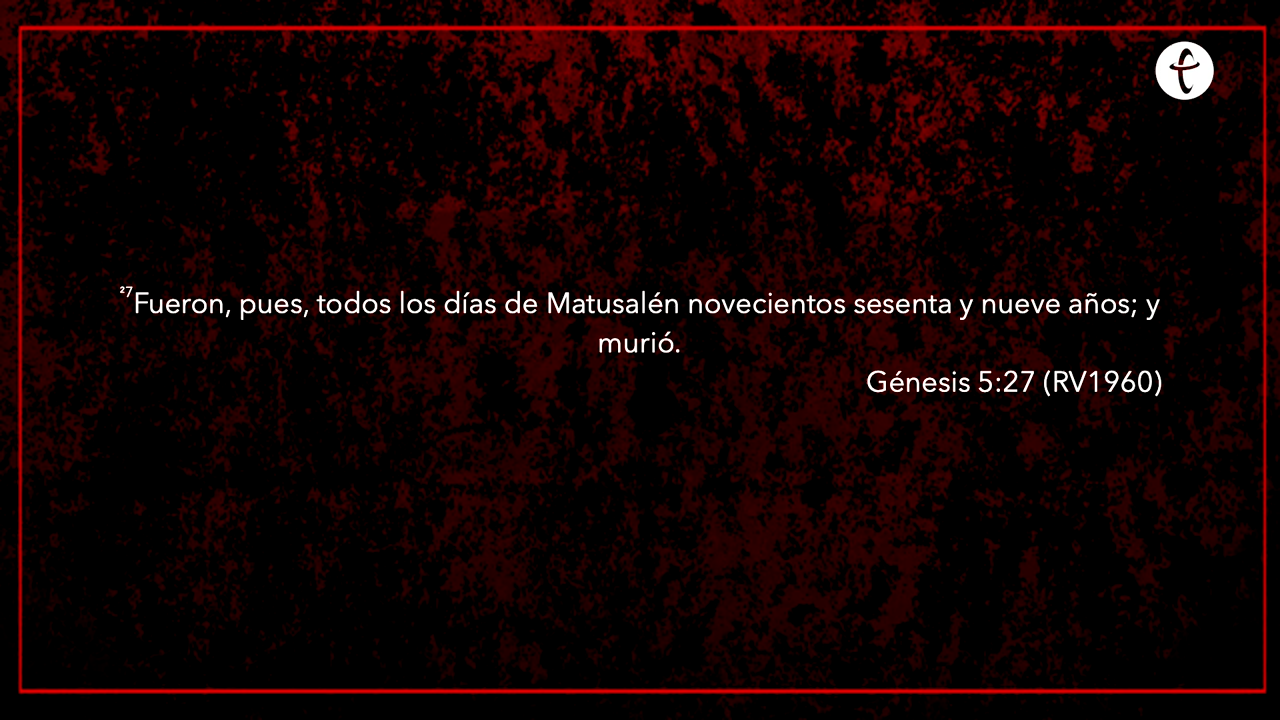 ²⁷Fueron, pues, todos los días de Matusalén novecientos sesenta y nueve años; y
murió.
Génesis 5:27 (RV1960)